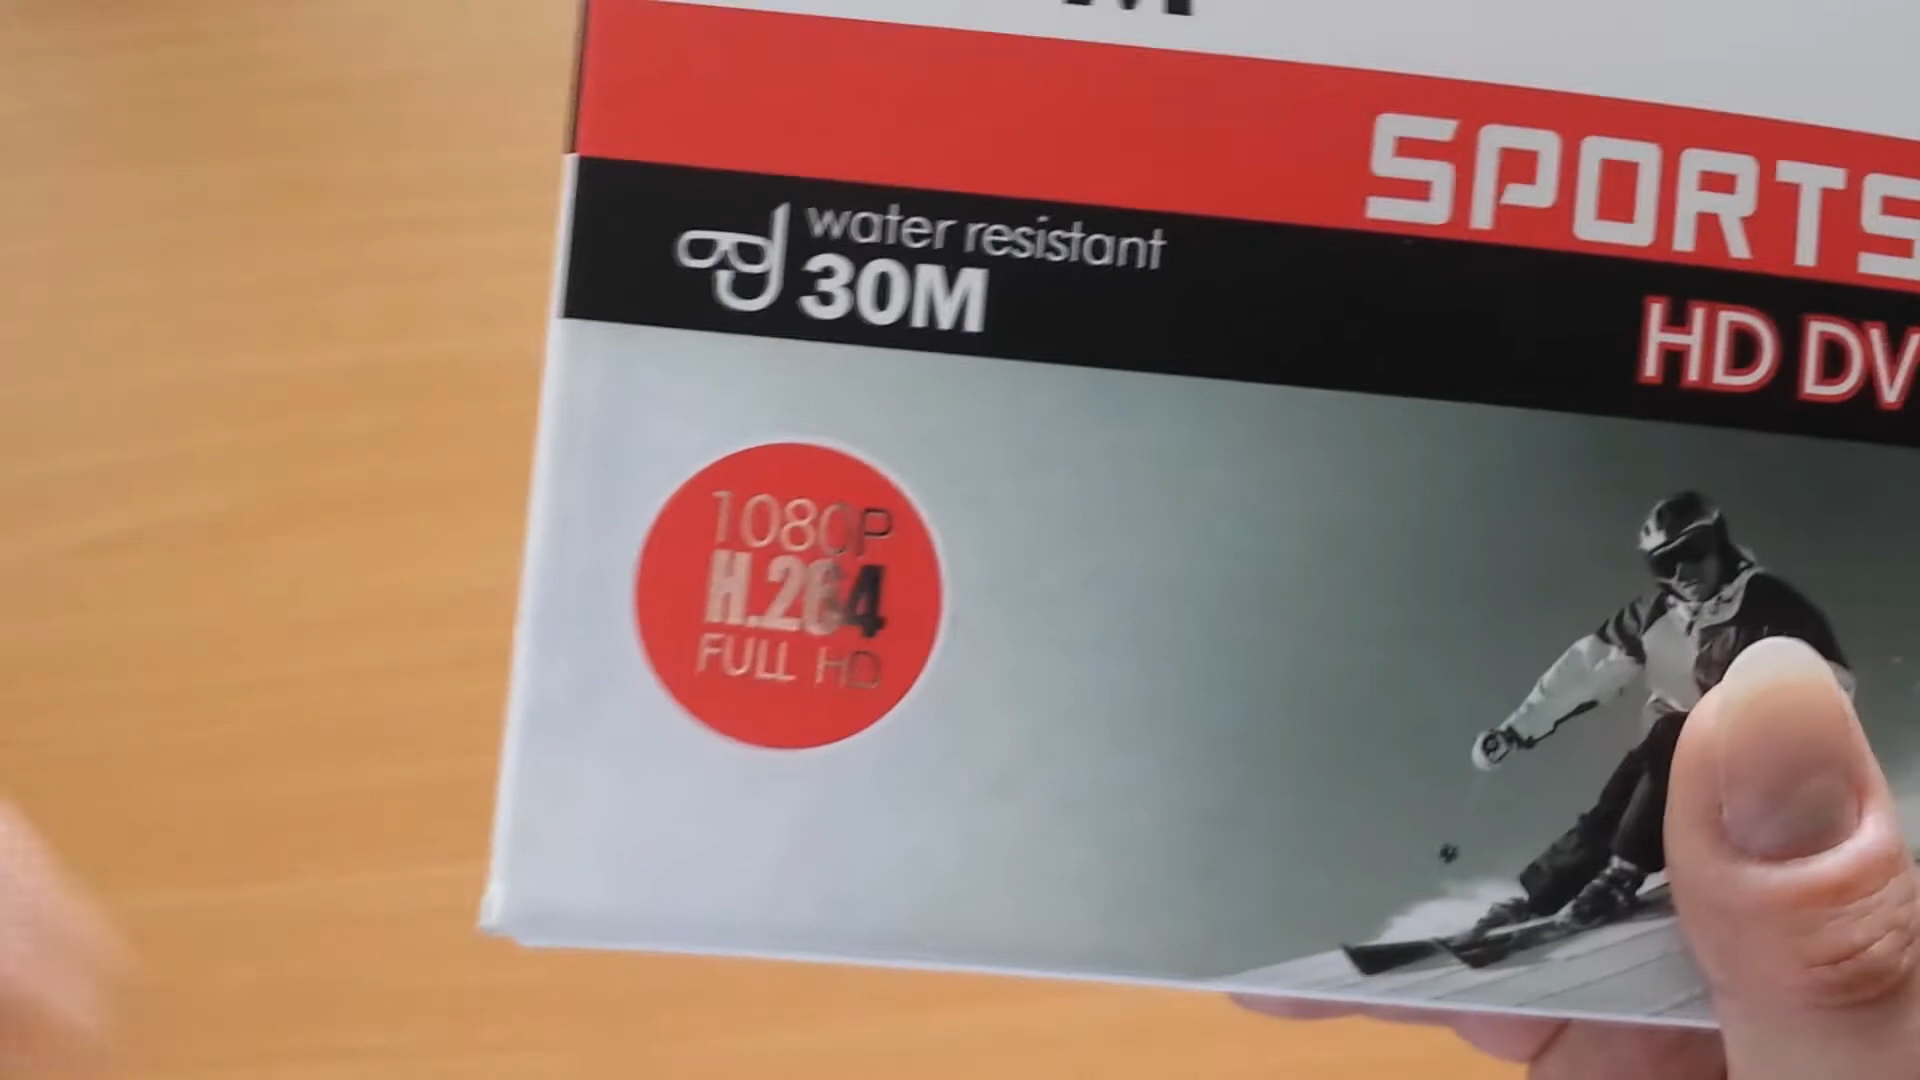 SPORTS
water resistant
30M
HD DV
1080P
H.264
FULL HD